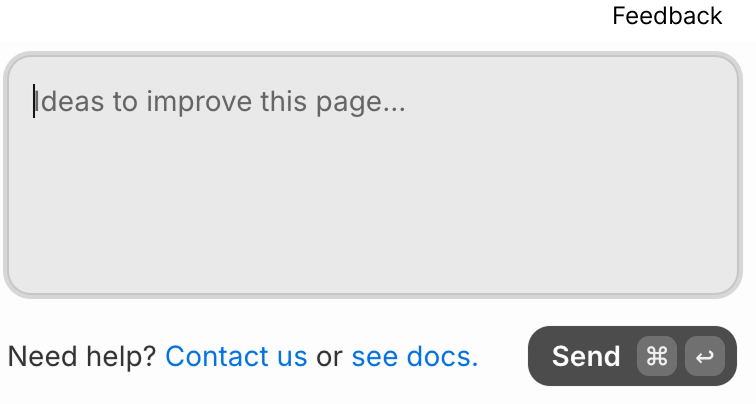 Feedback
Ideas to improve this page...
Need help? Contact us or see docs.
Send ⌘ ↩